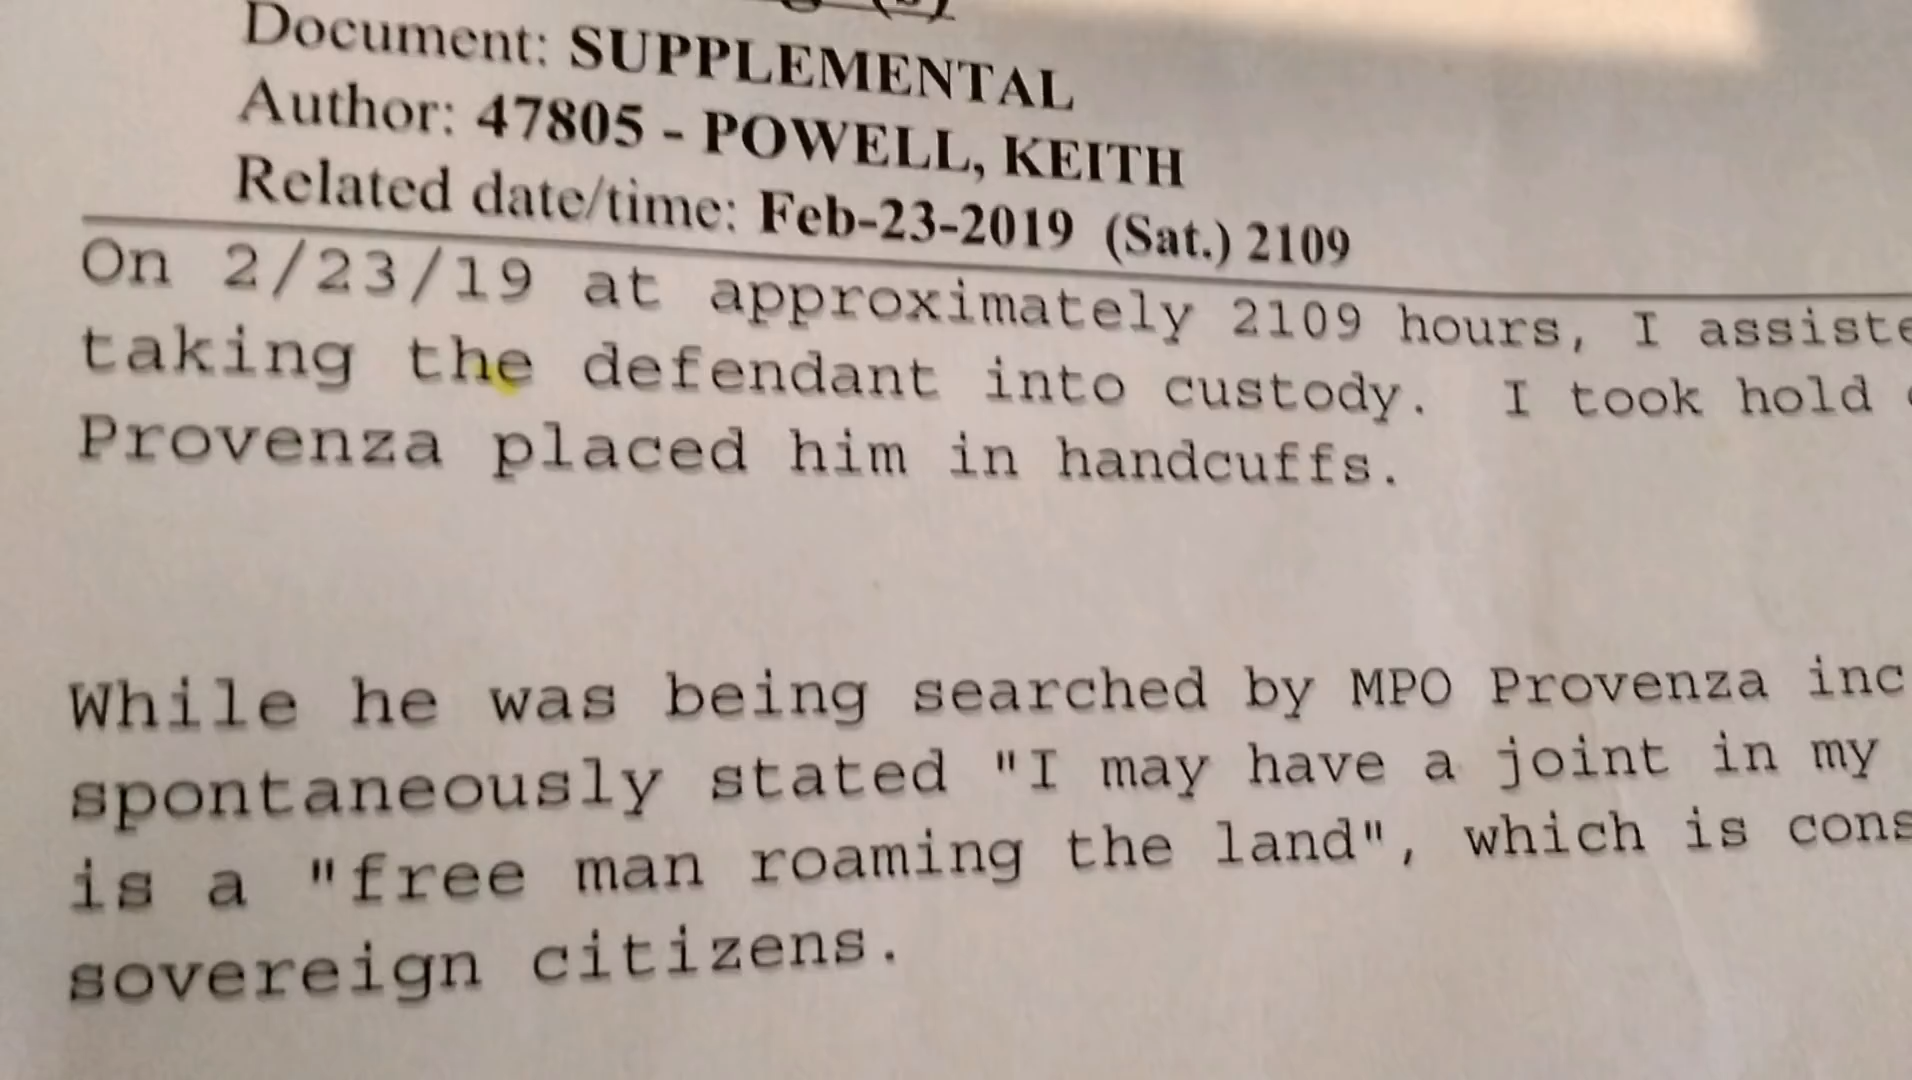 Document: SUPPLEMENTAL
Author: 47805 - POWELL, KEITH
Related date/time: Feb-23-2019 (Sat.) 2109
On 2/23/19 at approximately 2109 hours, I assiste
taking the defendant into custody. I took hold
Provenza placed him in handcuffs.
While he was being searched by MPO Provenza inc
spontaneously stated "I may have a joint in my
is a "free man roaming the land", which is cons
sovereign citizens.